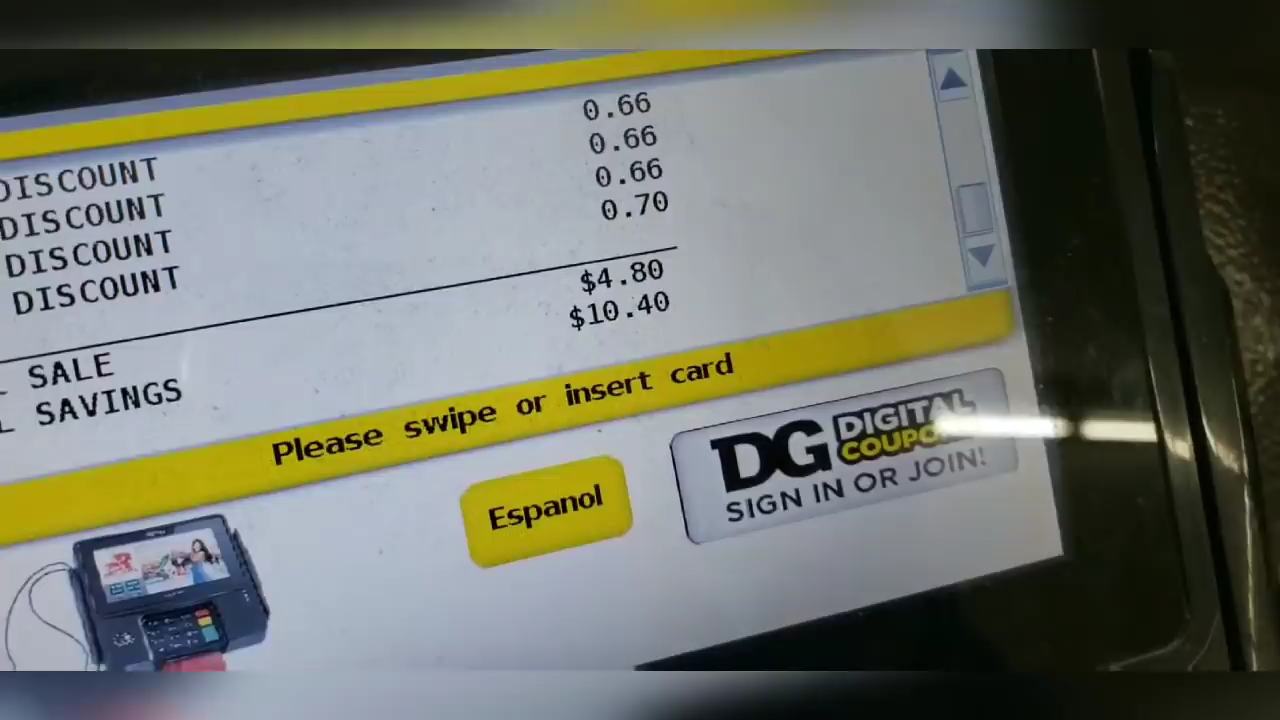 0.66
DISCOUNT 0.66
DISCOUNT 0.66
DISCOUNT 0.70
DISCOUNT
SALE $4.80
SAVINGS $10.40
Please swipe or insert card
Espanol
DG DIGITAL
COUPONS
SIGN IN OR JOIN!